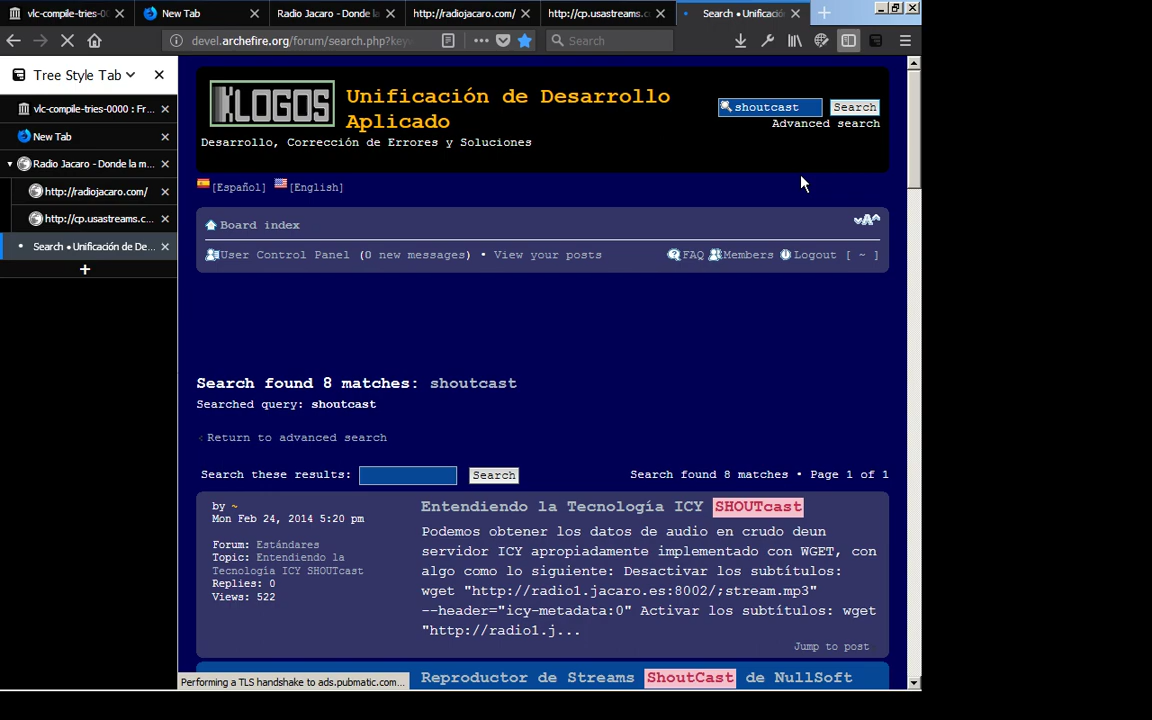 vlc-compile-tries-00
New Tab
Radio Jacaro - Donde la
http://radiojacaro.com/
http://cp.usastreams.c
Search • Unificació
devel.archefire.org/forum/search.php?key
Search
Tree Style Tab
vlc-compile-tries-0000 : Fr...
New Tab
Radio Jacaro - Donde la m...
http://radiojacaro.com/
http://cp.usastreams.c...
Search • Unificación de De...
KLOGOS
Unificación de Desarrollo
Aplicado
Desarrollo, Corrección de Errores y Soluciones
shoutcast
Search
Advanced search
[Español] [English]
Board index
User Control Panel (0 new messages) • View your posts
FAQ Members Logout [ ~ ]
Search found 8 matches: shoutcast
Searched query: shoutcast
Return to advanced search
Search these results: Search
Search found 8 matches • Page 1 of 1
by ~
Mon Feb 24, 2014 5:20 pm
Forum: Estándares
Topic: Entendiendo la
Tecnología ICY SHOUTcast
Replies: 0
Views: 522
Entendiendo la Tecnología ICY SHOUTcast
Podemos obtener los datos de audio en crudo deun
servidor ICY apropiadamente implementado con WGET, con
algo como lo siguiente: Desactivar los subtítulos:
wget "http://radio1.jacaro.es:8002/;stream.mp3"
--header="icy-metadata:0" Activar los subtítulos: wget
"http://radio1.j...
Jump to post
Reproductor de Streams ShoutCast de NullSoft
Performing a TLS handshake to ads.pubmatic.com...